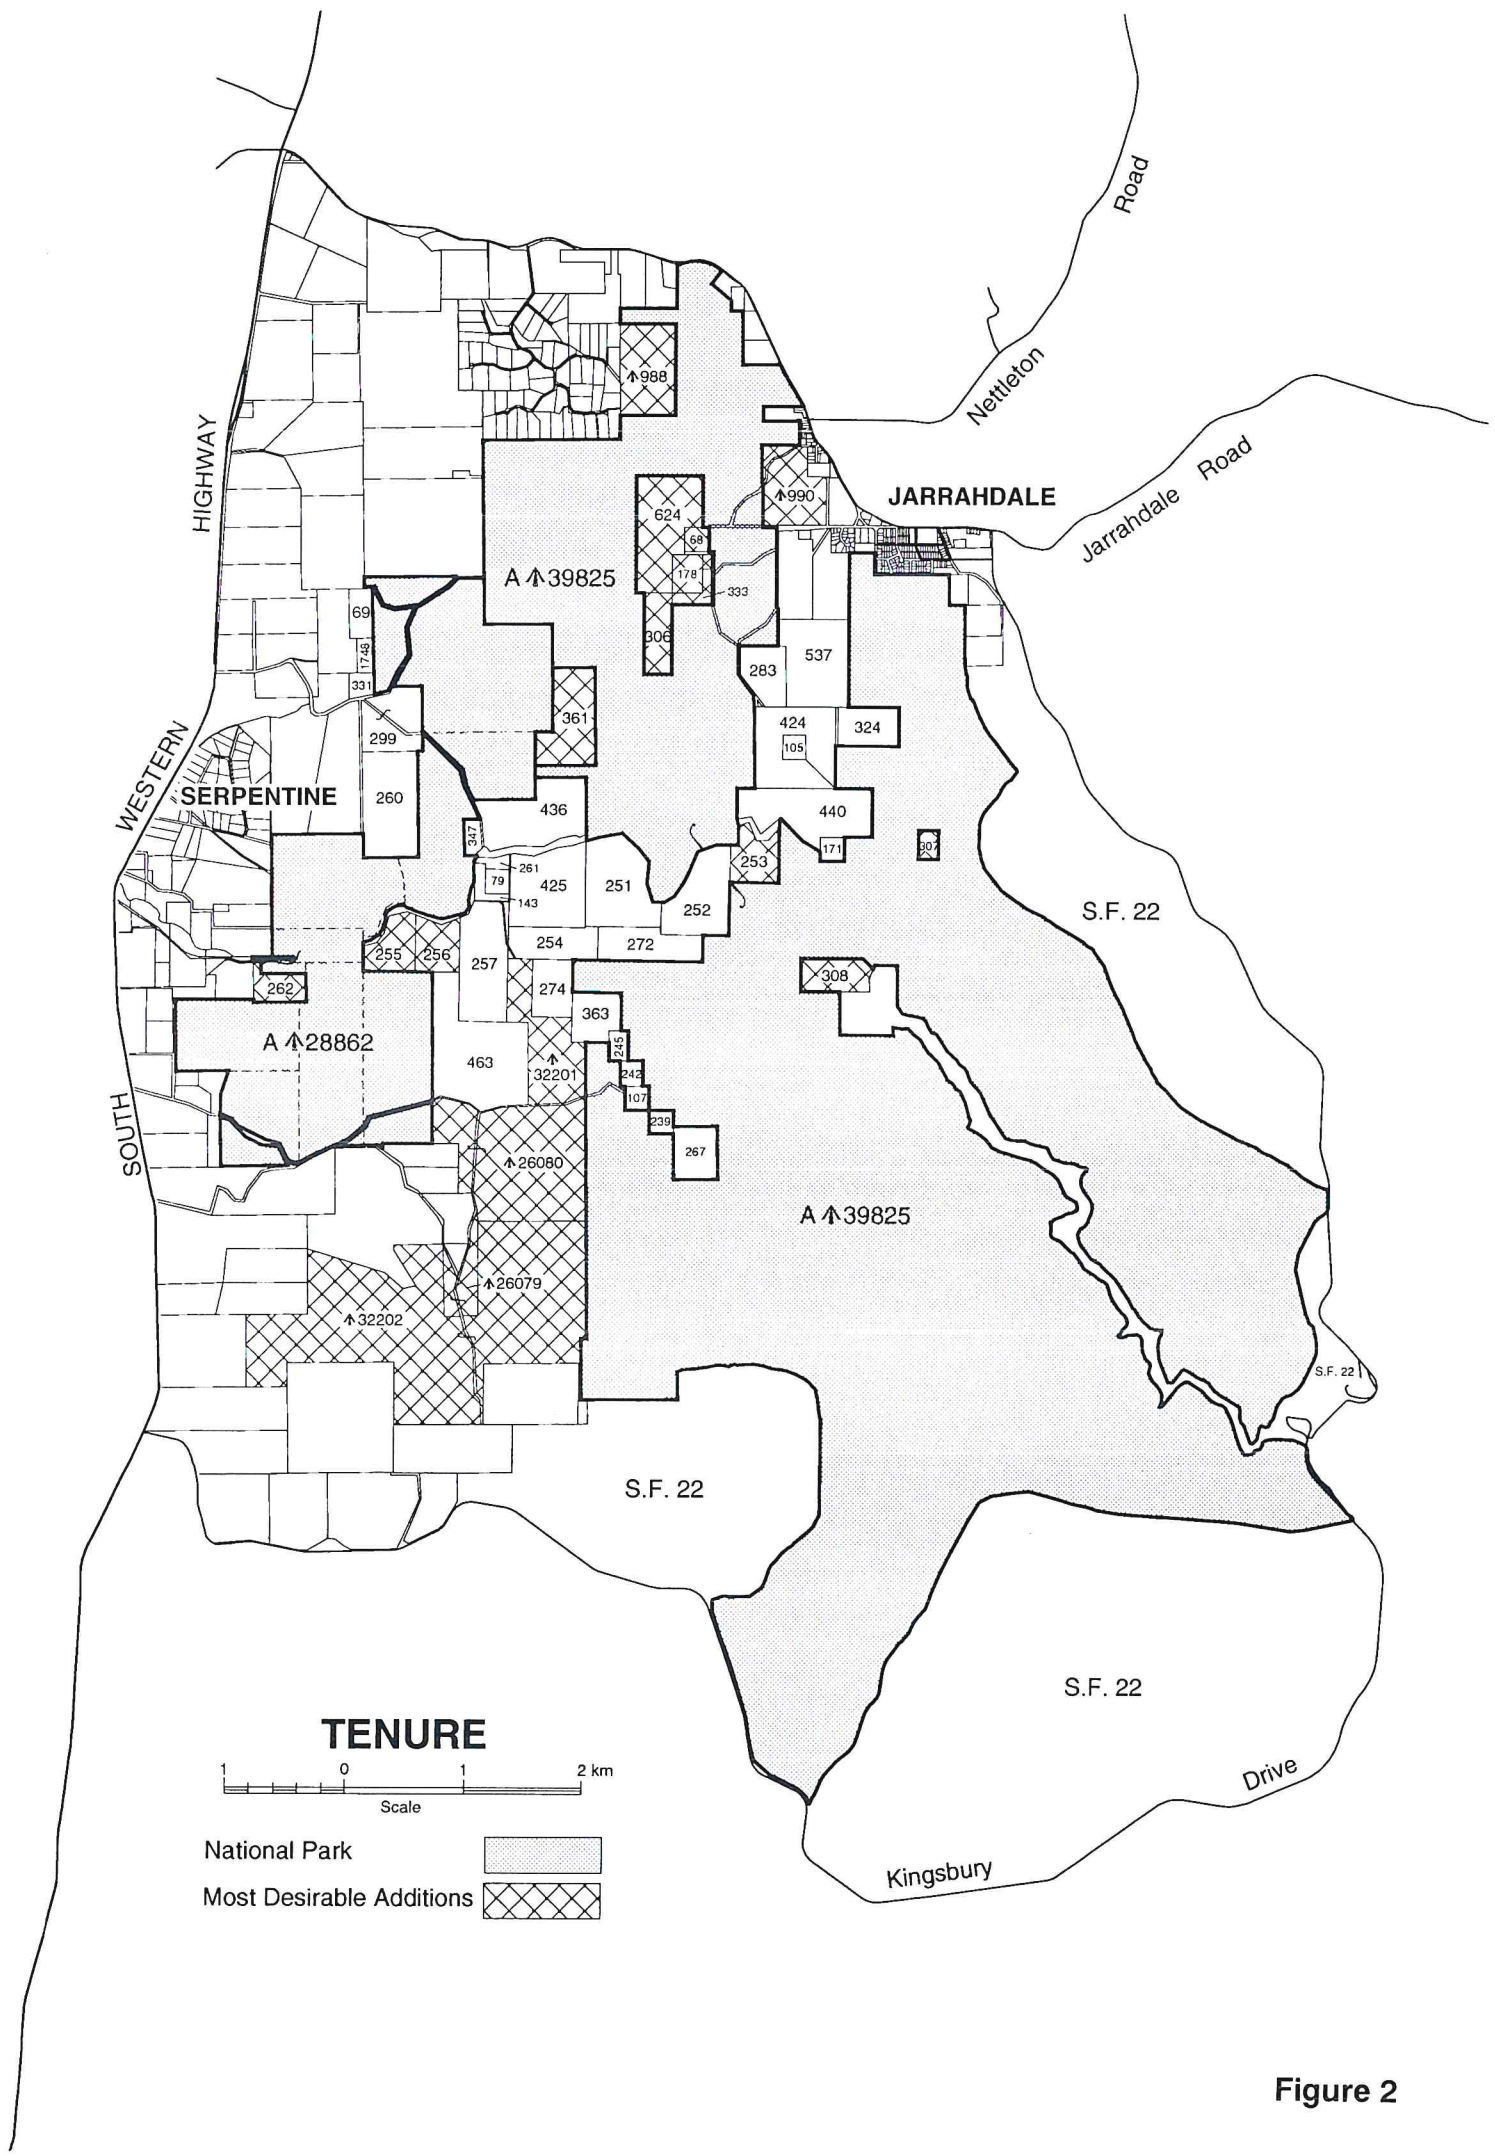 Road
Nettleton
Jarrahdale Road
HIGHWAY
988
990
JARRAHDALE
624
68
178
333
306
A 39825
69
1748
331
537
283
361
424
324
105
299
WESTERN
SERPENTINE
260
436
440
347
171
307
253
261
79
143
425
251
252
S.F. 22
255
256
254
272
257
262
274
308
363
A 28862
245
463
32201
242
107
239
267
SOUTH
26080
A 39825
26079
32202
S.F. 22
S.F. 22
S.F. 22
TENURE
1 0 1 2 km
Scale
National Park
Most Desirable Additions
Drive
Kingsbury
Figure 2